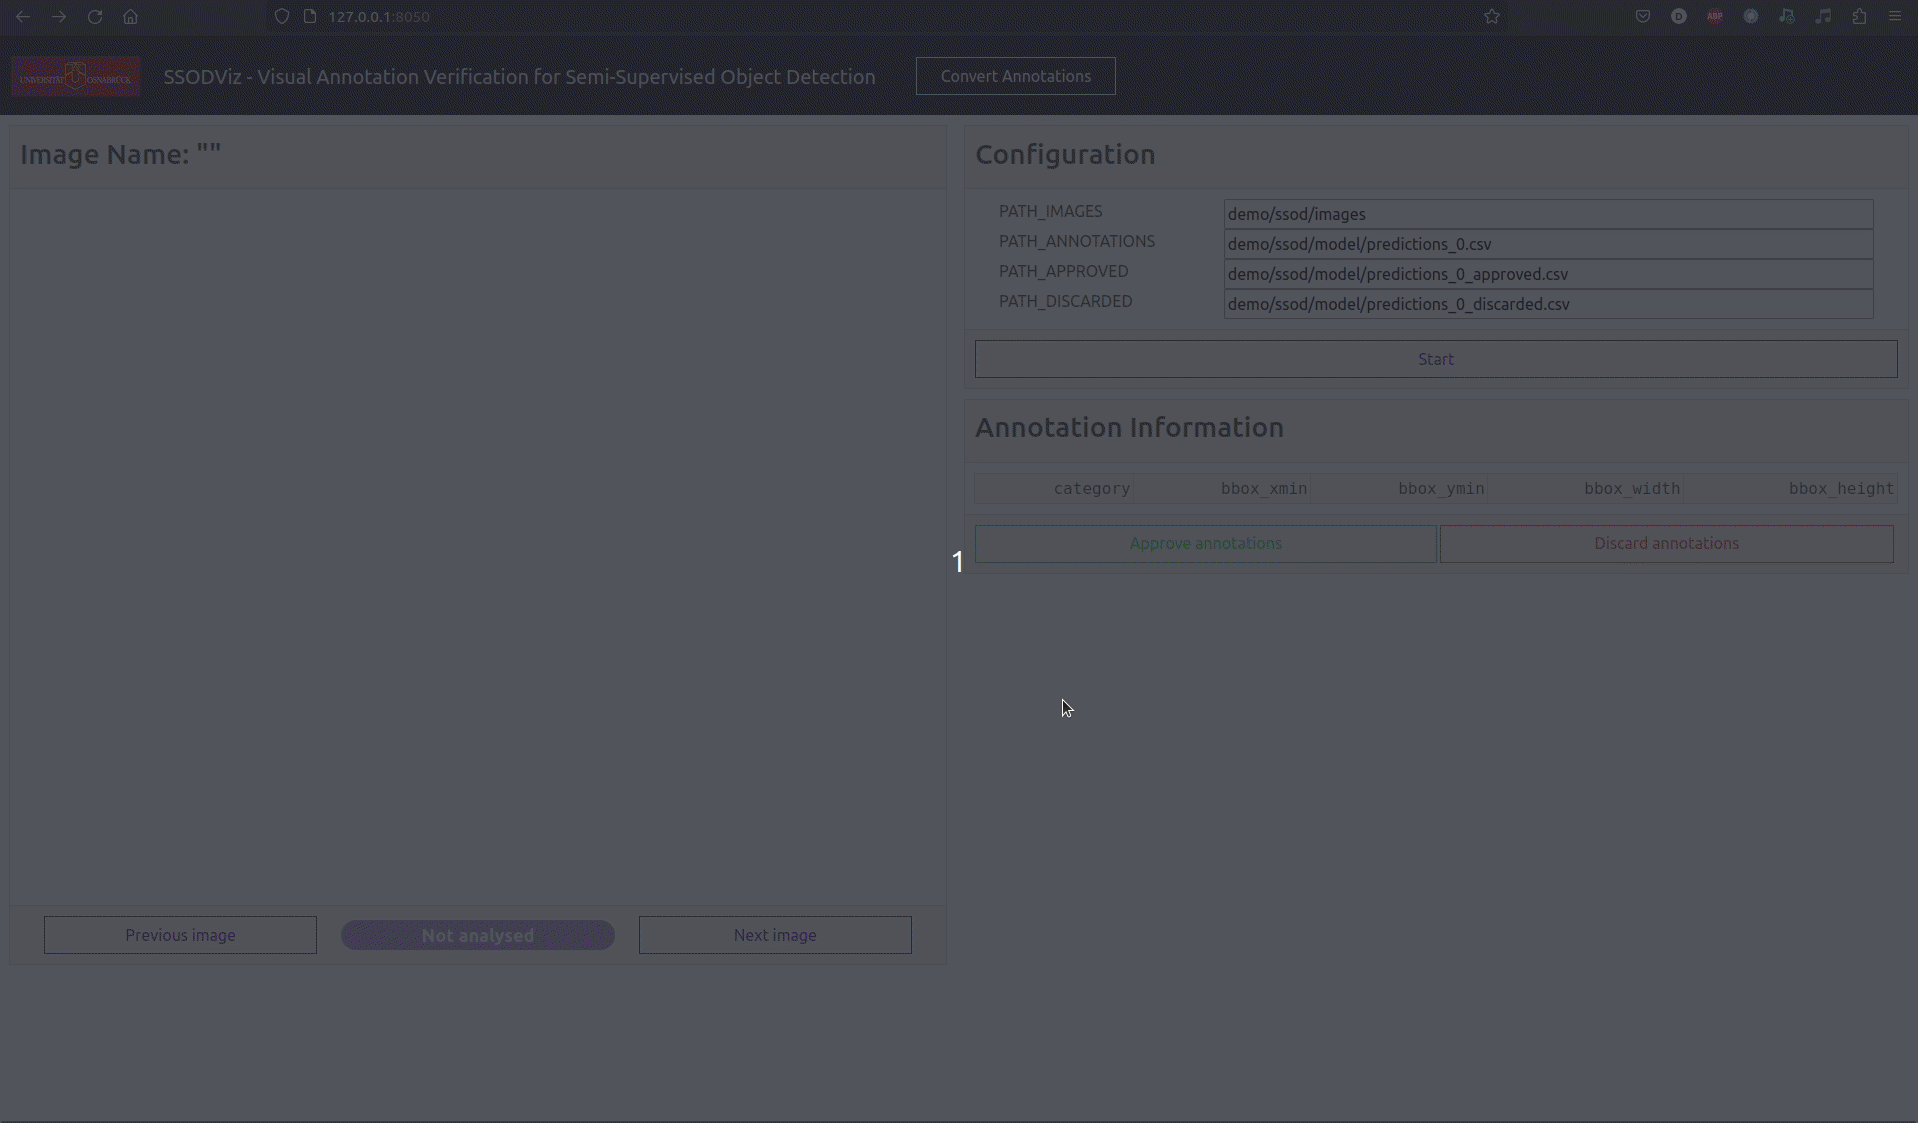 127.0.0.1:8050
ABP
UNIVERSITÄT OSNABRÜCK
SSODViz - Visual Annotation Verification for Semi-Supervised Object Detection
Convert Annotations
Image Name: ""
Configuration
PATH_IMAGES demo/ssod/images
PATH_ANNOTATIONS demo/ssod/model/predictions_0.csv
PATH_APPROVED demo/ssod/model/predictions_0_approved.csv
PATH_DISCARDED demo/ssod/model/predictions_0_discarded.csv
Start
Annotation Information
category bbox_xmin bbox_ymin bbox_width bbox_height
Approve annotations Discard annotations
1
Previous image Not analysed Next image